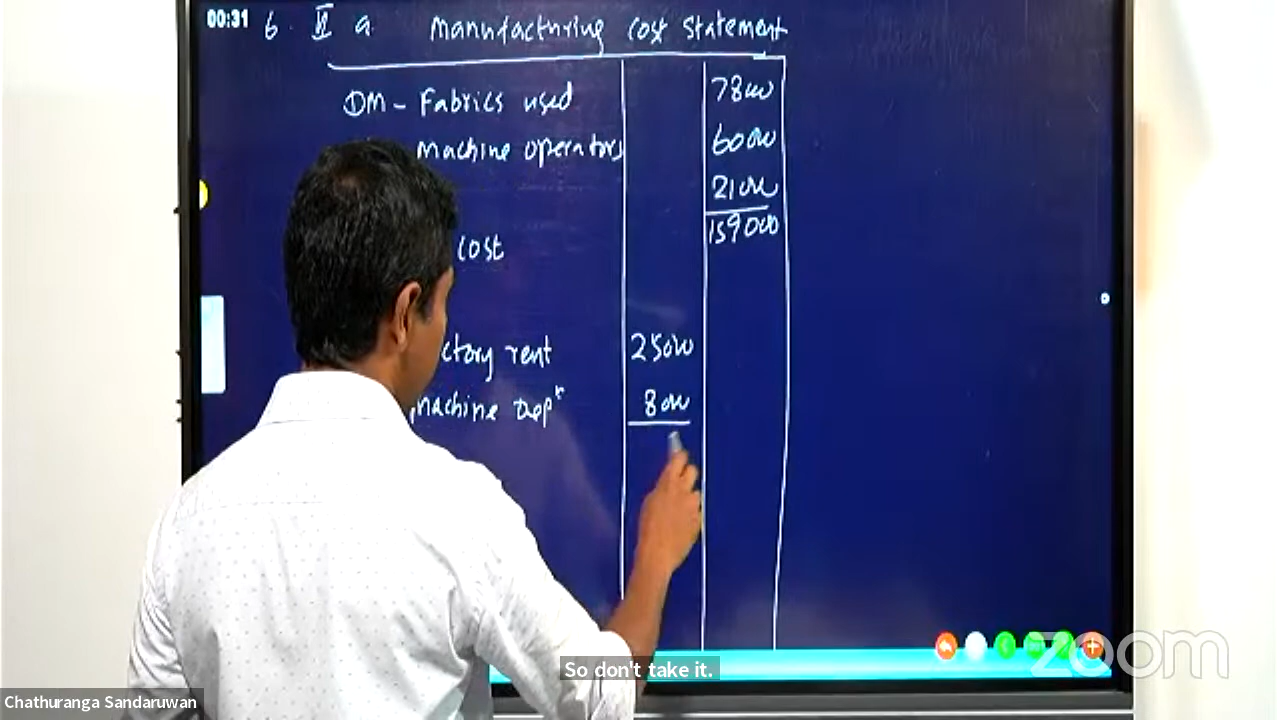 00:31 6. VI a. Manufacturing cost statement
DM - Fabrics used 78000
machine operators 60000
21000
159000
cost
ctory rent 25000
machine Depn 8000
zoom
So don't take it.
Chathuranga Sandaruwan